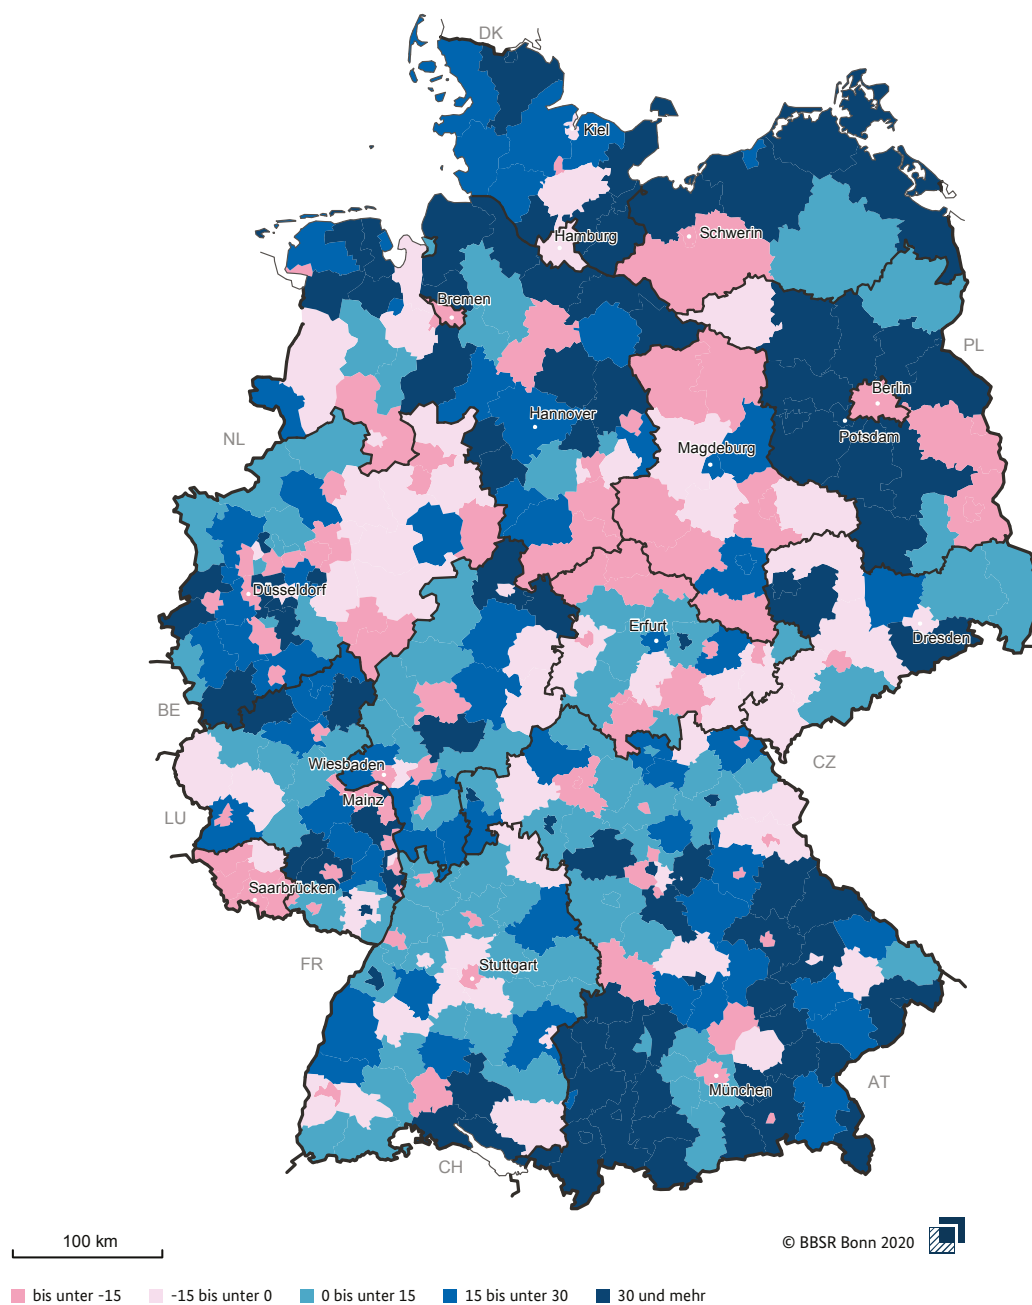 DK
Kiel
Hamburg
Schwerin
Bremen
PL
Berlin
Hannover
NL
Potsdam
Magdeburg
Düsseldorf
Erfurt
Dresden
BE
CZ
Wiesbaden
Mainz
LU
Saarbrücken
FR
Stuttgart
AT
München
CH
100 km
© BBSR Bonn 2020
bis unter -15 -15 bis unter 0 0 bis unter 15 15 bis unter 30 30 und mehr